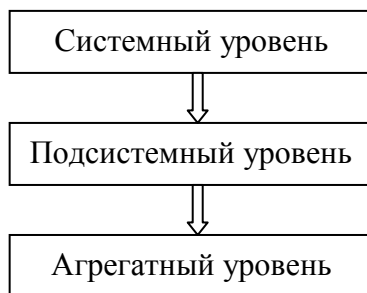 Системный уровень
Подсистемный уровень
Агрегатный уровень